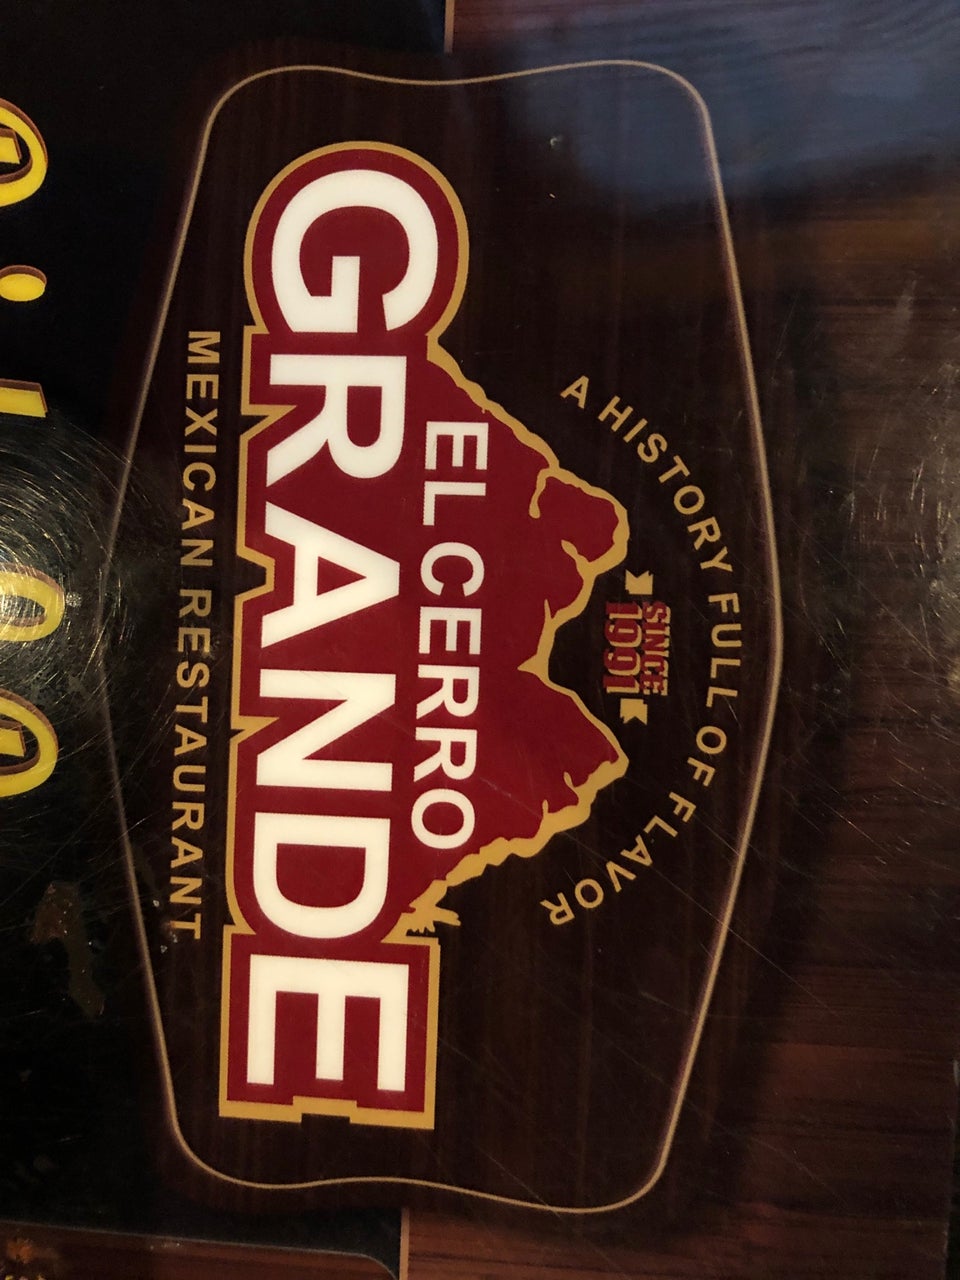 A HISTORY FULL OF FLAVOR
SINCE
1991
EL CERRO
GRANDE
MEXICAN RESTAURANT